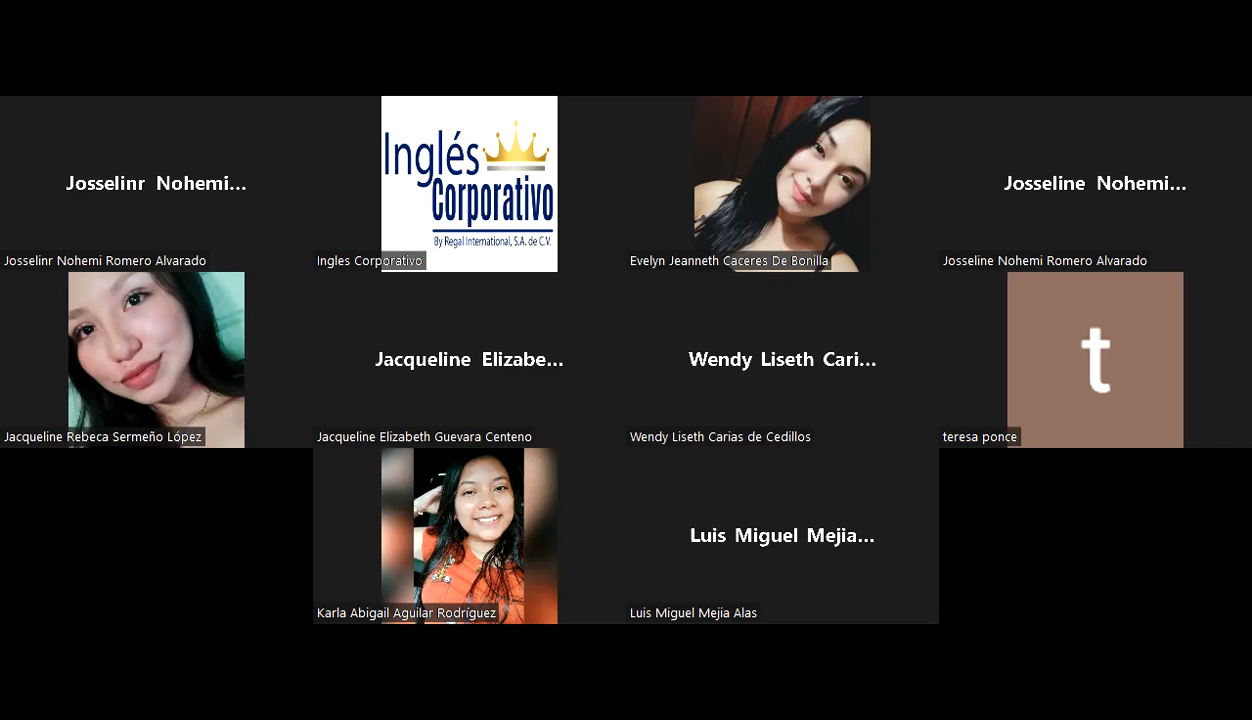 Josselinr Nohemi...
Josselinr Nohemi Romero Alvarado
Inglés
Corporativo
By Regal International, S.A. de C.V.
Ingles Corporativo
Evelyn Jeanneth Caceres De Bonilla
Josseline Nohemi...
Josseline Nohemi Romero Alvarado
Jacqueline Rebeca Sermeño López
Jacqueline Elizabe...
Jacqueline Elizabeth Guevara Centeno
Wendy Liseth Cari...
Wendy Liseth Carias de Cedillos
t
teresa ponce
Karla Abigail Aguilar Rodríguez
Luis Miguel Mejia...
Luis Miguel Mejia Alas